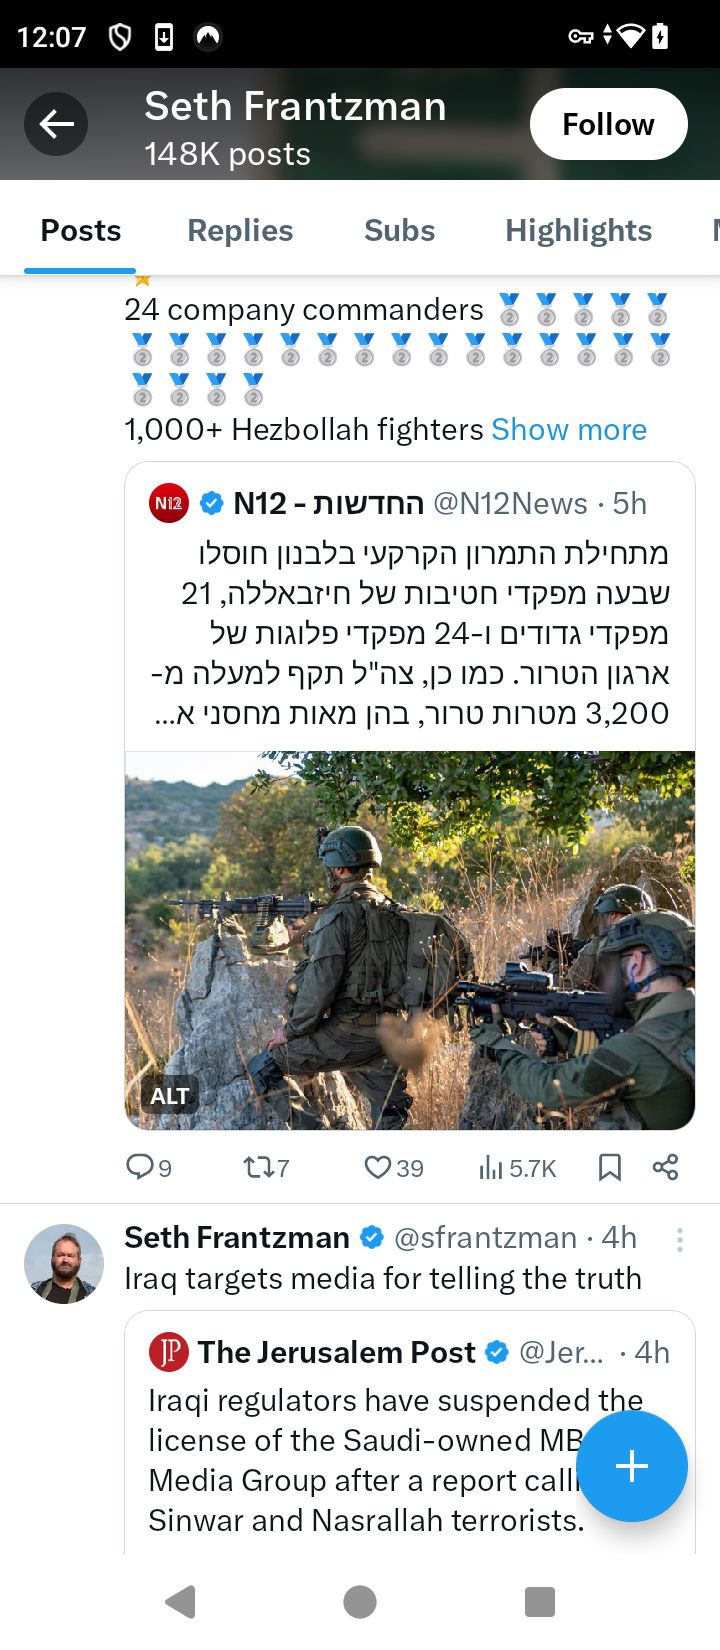 12:07
Seth Frantzman
148K posts
Follow
Posts Replies Subs Highlights
24 company commanders 🥈🥈🥈🥈🥈
🥈🥈🥈🥈🥈🥈🥈🥈🥈🥈🥈🥈🥈🥈🥈
🥈🥈🥈🥈
1,000+ Hezbollah fighters Show more
N12 החדשות - N12 @N12News · 5h
מתחילת התמרון הקרקעי בלבנון חוסלו
שבעה מפקדי חטיבות של חיזבאללה, 21
מפקדי גדודים ו-24 מפקדי פלוגות של
ארגון הטרור. כמו כן, צה"ל תקף למעלה מ-
3,200 מטרות טרור, בהן מאות מחסני א...
ALT
9 7 39 5.7K
Seth Frantzman @sfrantzman · 4h
Iraq targets media for telling the truth
JP The Jerusalem Post @Jer... · 4h
Iraqi regulators have suspended the
license of the Saudi-owned MB
Media Group after a report calli
Sinwar and Nasrallah terrorists.